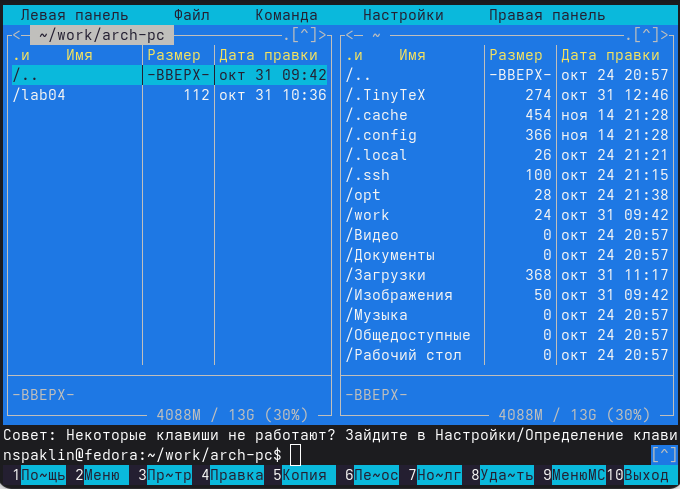 Левая панель Файл Команда Настройки Правая панель
<— ~/work/arch-pc .[^]>
.и Имя Размер Дата правки
/.. -ВВЕРХ- окт 31 09:42
/lab04 112 окт 31 10:36
-ВВЕРХ-
4088M / 13G (30%)
<— ~ .[^]>
.и Имя Размер Дата правки
/.. -ВВЕРХ- окт 24 20:57
/.TinyTeX 274 окт 31 12:46
/.cache 454 ноя 14 21:28
/.config 366 ноя 14 21:28
/.local 26 окт 24 21:21
/.ssh 100 окт 24 21:15
/opt 28 окт 24 21:38
/work 24 окт 31 09:42
/Видео 0 окт 24 20:57
/Документы 0 окт 24 20:57
/Загрузки 368 окт 31 11:17
/Изображения 50 окт 31 09:42
/Музыка 0 окт 24 20:57
/Общедоступные 0 окт 24 20:57
/Рабочий стол 0 окт 24 20:57
-ВВЕРХ-
4088M / 13G (30%)
Совет: Некоторые клавиши не работают? Зайдите в Настройки/Определение клави
nspaklin@fedora:~/work/arch-pc$ [^]
1По~щь 2Меню 3Пр~тр 4Правка 5Копия 6Пе~ос 7Но~лг 8Уда~ть 9МенюMC 10Выход